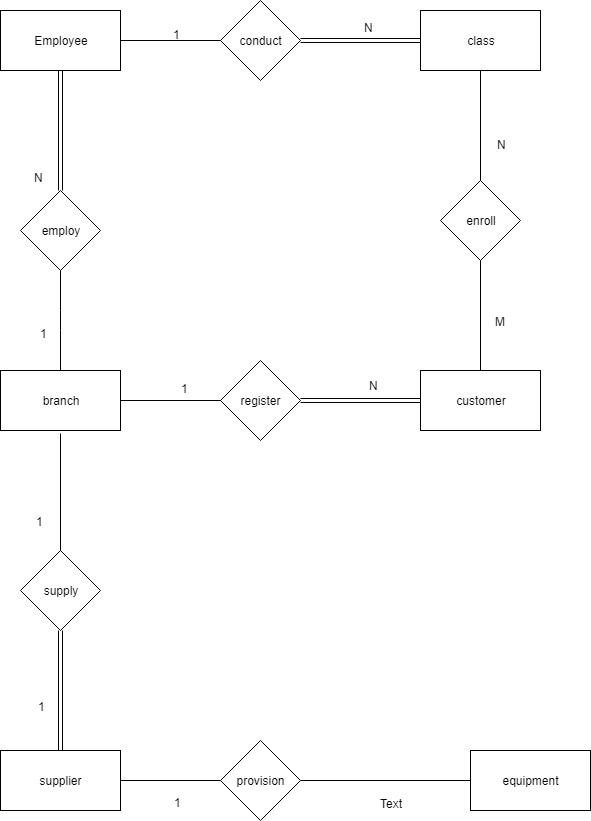 Employee
1
conduct
N
class
N
N
employ
enroll
1
M
branch
1
register
N
customer
1
supply
1
supplier
1
provision
Text
equipment